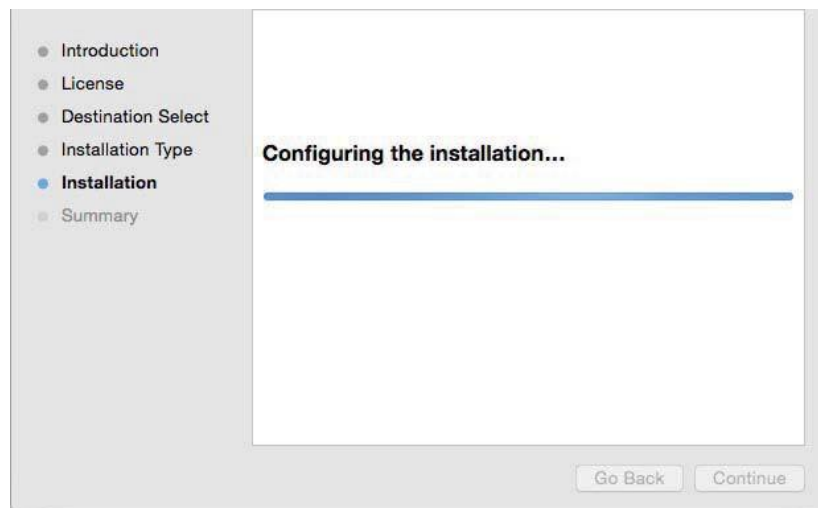 Introduction
License
Destination Select
Installation Type
Installation
Summary
Configuring the installation...
Go Back
Continue